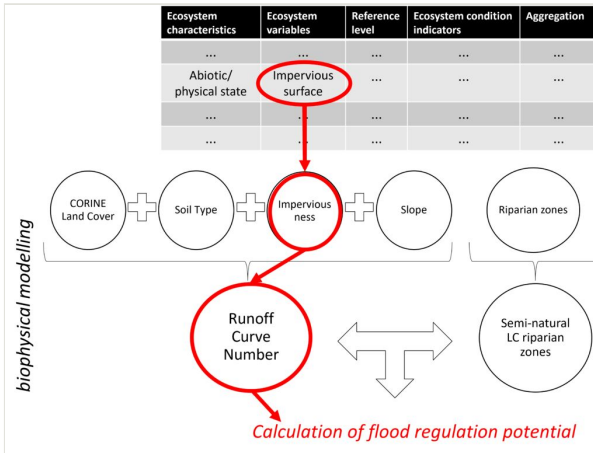 Ecosystem characteristics Ecosystem variables Reference level Ecosystem condition indicators Aggregation
... ... ... ... ...
Abiotic/ physical state Impervious surface ... ... ...
... ... ... ... ...
... ... ... ... ...
CORINE
Land Cover
Soil Type
Impervious
ness
Slope
Riparian zones
biophysical modelling
Runoff
Curve
Number
Semi-natural
LC riparian
zones
Calculation of flood regulation potential